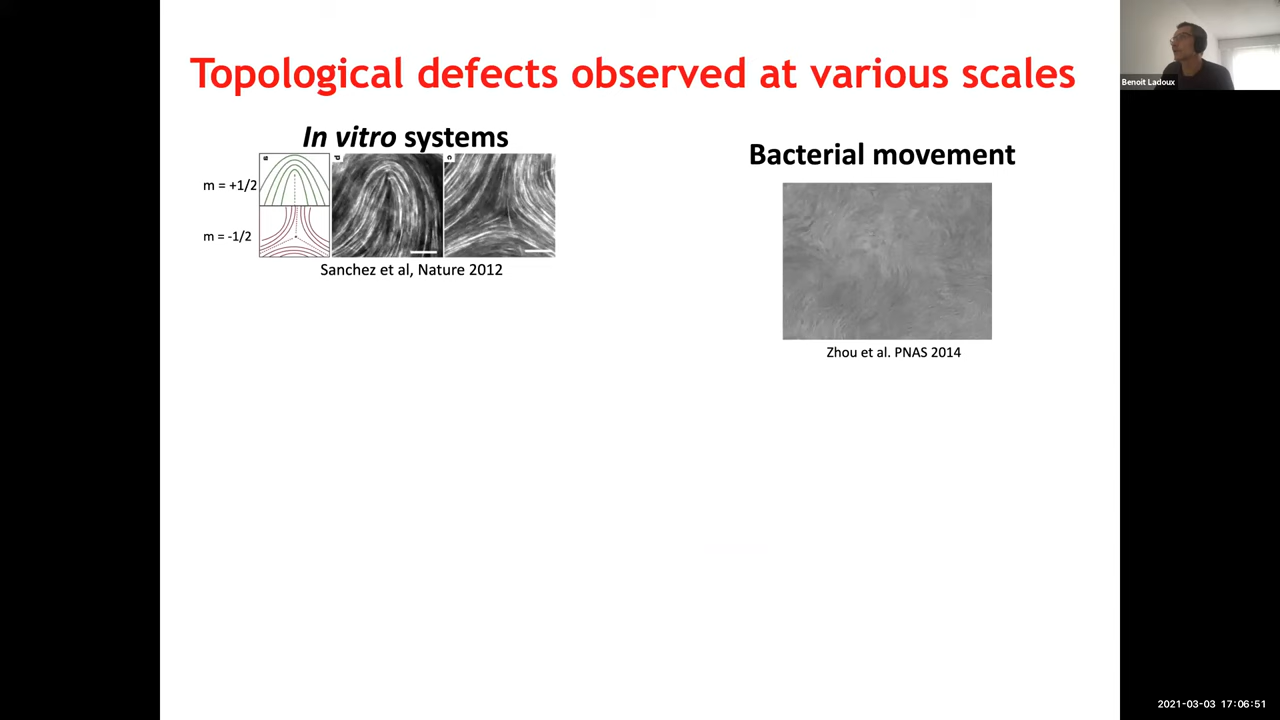 Topological defects observed at various scales
In vitro systems
m = +1/2
m = -1/2
Sanchez et al, Nature 2012
Bacterial movement
Zhou et al. PNAS 2014
Benoit Ladoux
2021-03-03 17:06:51